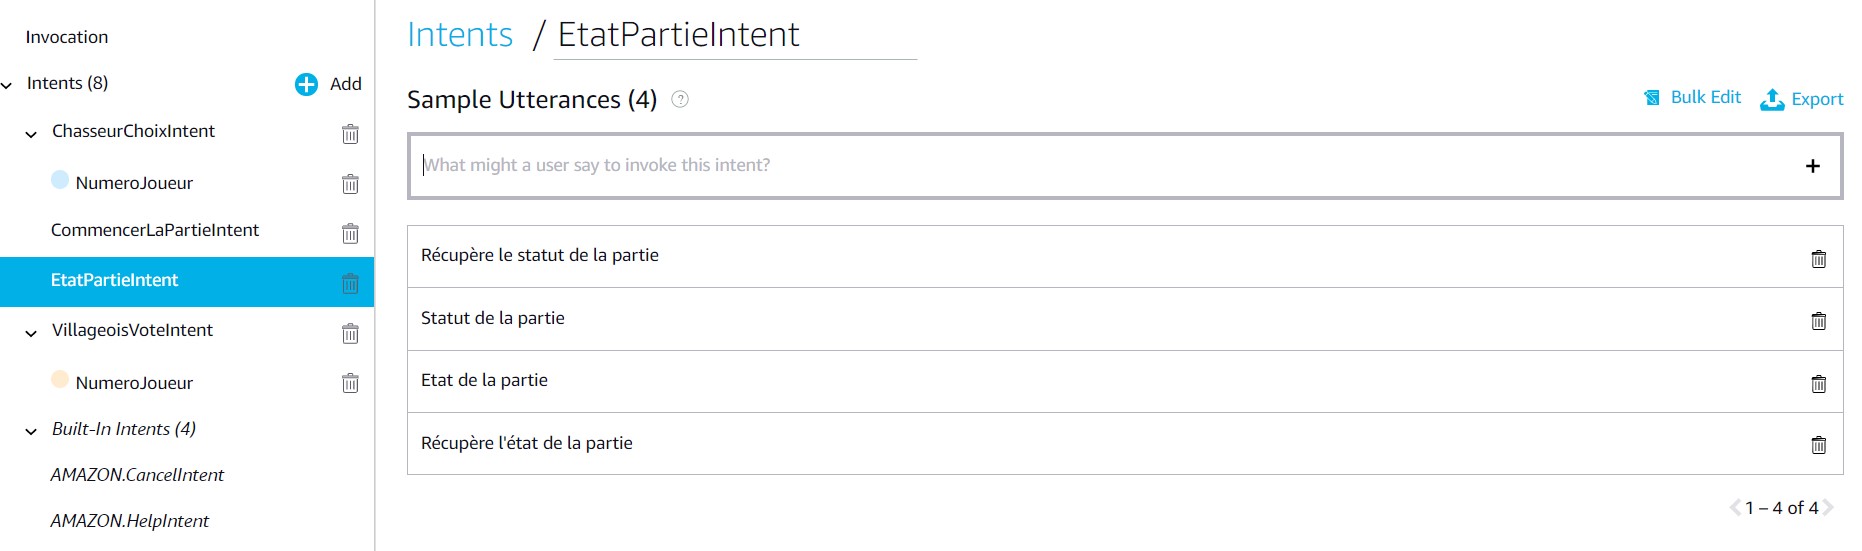 Invocation
Intents (8)
Add
ChasseurChoixIntent
NumeroJoueur
CommencerLaPartieIntent
EtatPartieIntent
VillageoisVoteIntent
NumeroJoueur
Built-In Intents (4)
AMAZON.CancelIntent
AMAZON.HelpIntent
Intents / EtatPartieIntent
Sample Utterances (4) ?
Bulk Edit
Export
What might a user say to invoke this intent?
Récupère le statut de la partie
Statut de la partie
Etat de la partie
Récupère l'état de la partie
1 – 4 of 4